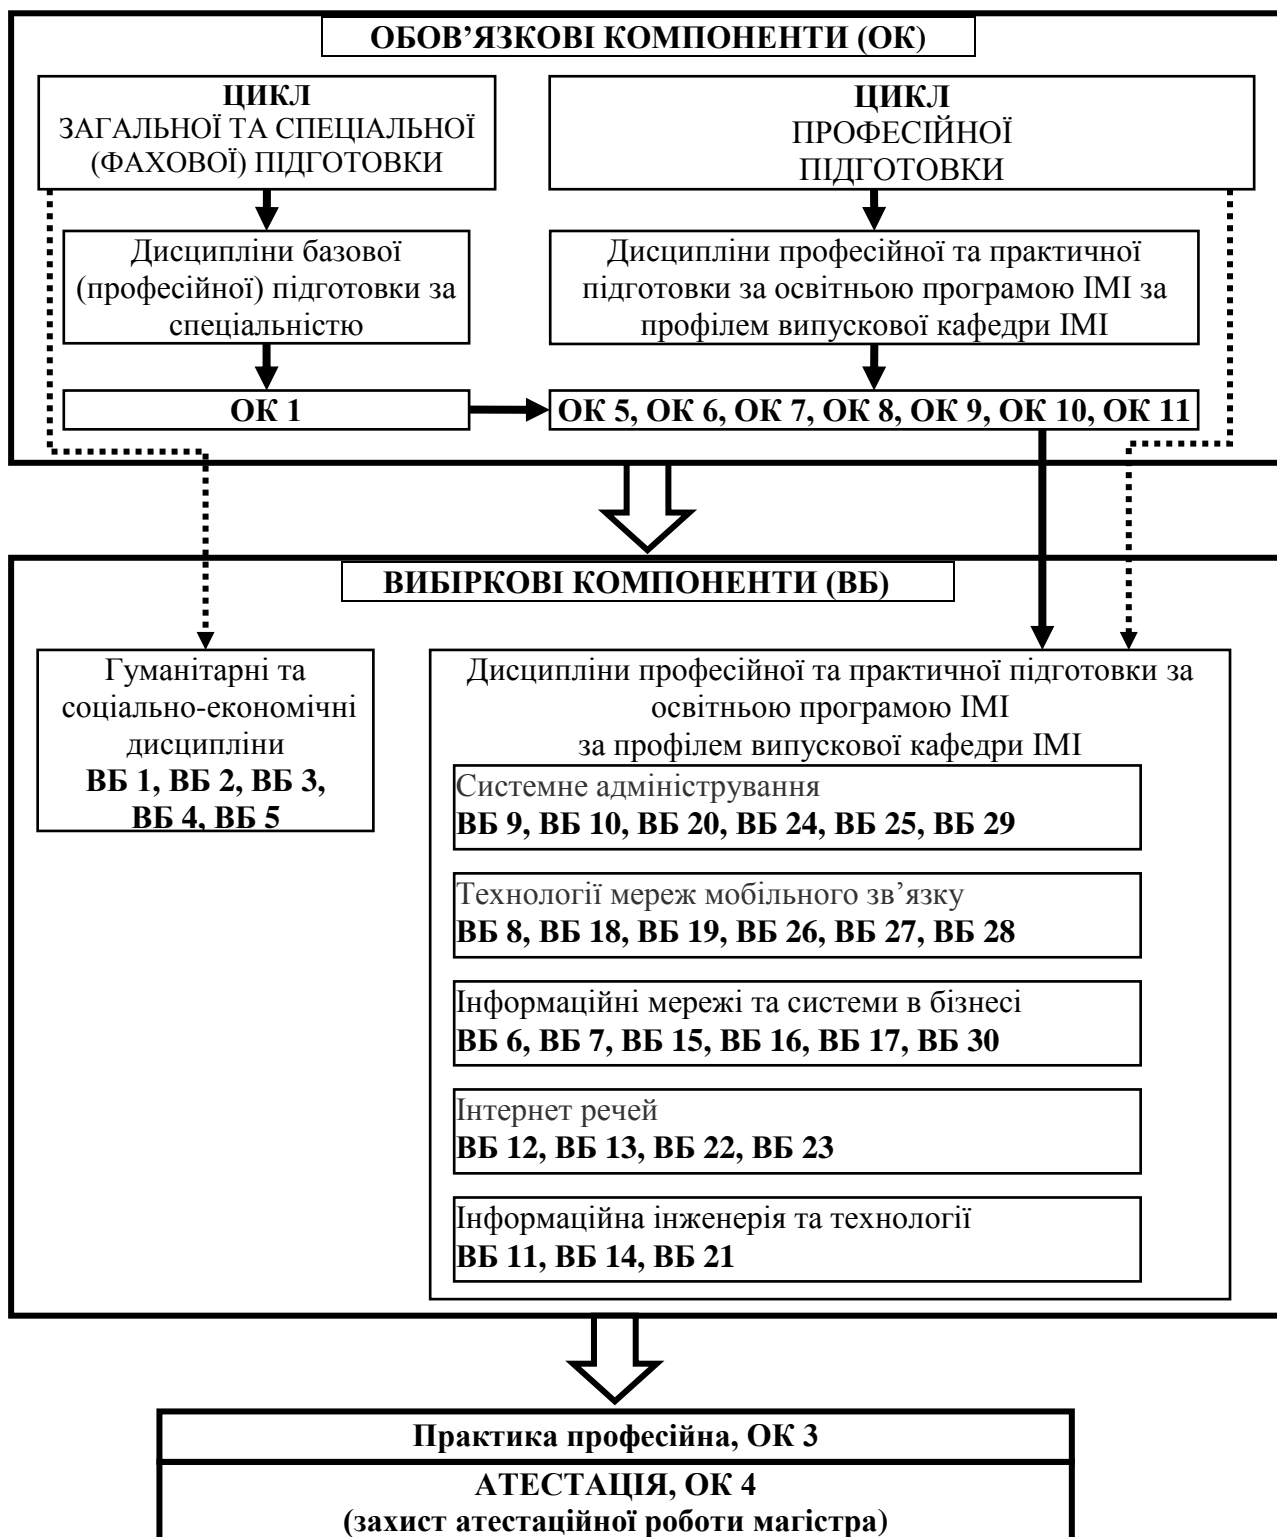 ОБОВ’ЯЗКОВІ КОМПОНЕНТИ (ОК)
ЦИКЛ
ЗАГАЛЬНОЇ ТА СПЕЦІАЛЬНОЇ
(ФАХОВОЇ) ПІДГОТОВКИ
ЦИКЛ
ПРОФЕСІЙНОЇ
ПІДГОТОВКИ
Дисципліни базової
(професійної) підготовки за
спеціальністю
Дисципліни професійної та практичної
підготовки за освітньою програмою ІМІ за
профілем випускової кафедри ІМІ
ОК 1
ОК 5, ОК 6, ОК 7, ОК 8, ОК 9, ОК 10, ОК 11
ВИБІРКОВІ КОМПОНЕНТИ (ВБ)
Гуманітарні та
соціально-економічні
дисципліни
ВБ 1, ВБ 2, ВБ 3,
ВБ 4, ВБ 5
Дисципліни професійної та практичної підготовки за
освітньою програмою ІМІ
за профілем випускової кафедри ІМІ
Системне адміністрування
ВБ 9, ВБ 10, ВБ 20, ВБ 24, ВБ 25, ВБ 29
Технології мереж мобільного зв’язку
ВБ 8, ВБ 18, ВБ 19, ВБ 26, ВБ 27, ВБ 28
Інформаційні мережі та системи в бізнесі
ВБ 6, ВБ 7, ВБ 15, ВБ 16, ВБ 17, ВБ 30
Інтернет речей
ВБ 12, ВБ 13, ВБ 22, ВБ 23
Інформаційна інженерія та технології
ВБ 11, ВБ 14, ВБ 21
Практика професійна, ОК 3
АТЕСТАЦІЯ, ОК 4
(захист атестаційної роботи магістра)